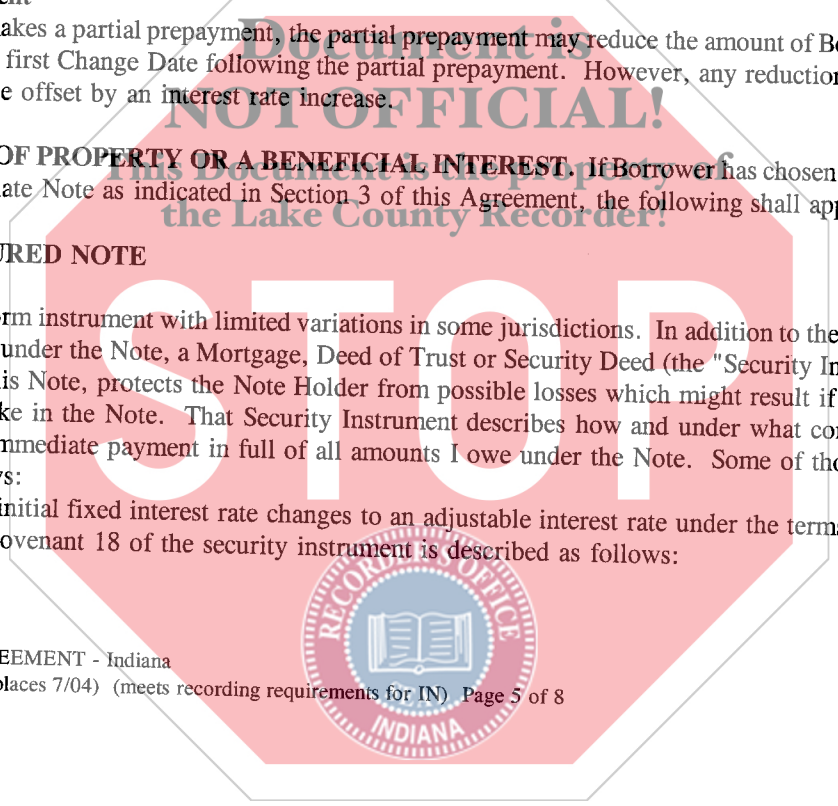 akes a partial prepayment, the partial prepayment may reduce the amount of
first Change Date following the partial prepayment. However, any reduction
e offset by an interest rate increase.
Document is
NOT OFFICIAL!
This Document is the property of
the Lake County Recorder!
OF PROPERTY OR A BENEFICIAL INTEREST. If Borrower has chosen
ate Note as indicated in Section 3 of this Agreement, the following shall app
URED NOTE
rm instrument with limited variations in some jurisdictions. In addition to the
under the Note, a Mortgage, Deed of Trust or Security Deed (the "Security In
is Note, protects the Note Holder from possible losses which might result if
ke in the Note. That Security Instrument describes how and under what co
mmediate payment in full of all amounts I owe under the Note. Some of tho
s:
initial fixed interest rate changes to an adjustable interest rate under the terms
ovenant 18 of the security instrument is described as follows:
STOP
RECORDER'S OFFICE
INDIANA
EEMENT - Indiana
places 7/04) (meets recording requirements for IN) Page 5 of 8